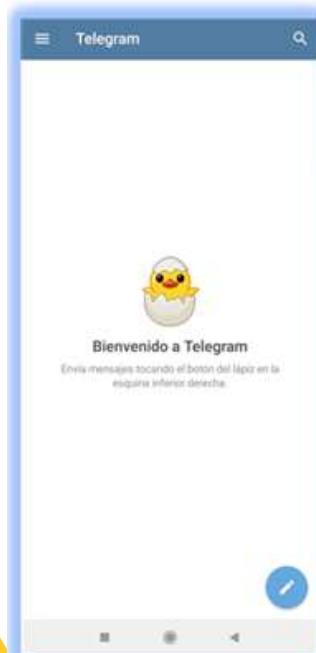 Telegram
Bienvenido a Telegram
Envía mensajes tocando el botón del lápiz en la
esquina inferior derecha.